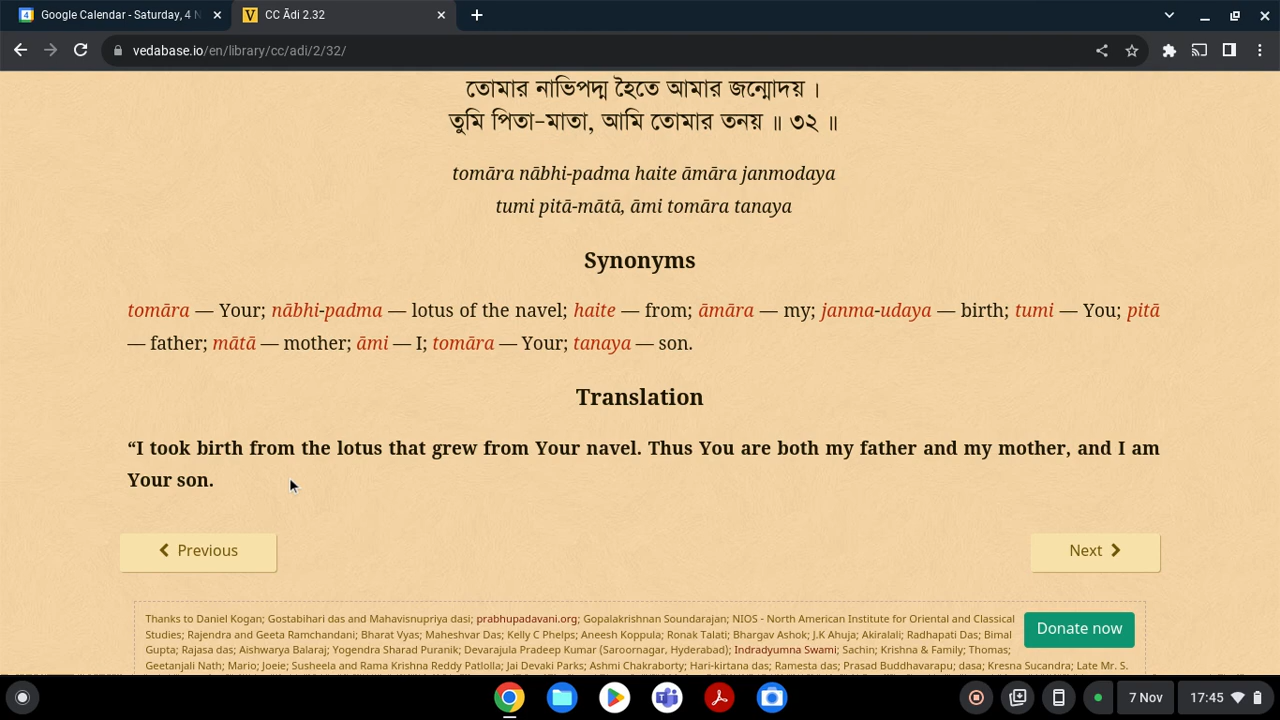 Google Calendar - Saturday, 4 N
CC Ādi 2.32
vedabase.io/en/library/cc/adi/2/32/
তোমার নাভিপদ্ম হৈতে আমার জন্মোদয় ।
তুমি পিতা-মাতা, আমি তোমার তনয় ॥ ৩২ ॥
tomāra nābhi-padma haite āmāra janmodaya
tumi pitā-mātā, āmi tomāra tanaya
Synonyms
tomāra — Your; nābhi-padma — lotus of the navel; haite — from; āmāra — my; janma-udaya — birth; tumi — You; pitā
— father; mātā — mother; āmi — I; tomāra — Your; tanaya — son.
Translation
“I took birth from the lotus that grew from Your navel. Thus You are both my father and my mother, and I am
Your son.
Previous
Next
Thanks to Daniel Kogan; Gostabihari das and Mahavisnupriya dasi; prabhupadavani.org; Gopalakrishnan Soundarajan; NIOS - North American Institute for Oriental and Classical
Studies; Rajendra and Geeta Ramchandani; Bharat Vyas; Maheshvar Das; Kelly C Phelps; Aneesh Koppula; Ronak Talati; Bhargav Ashok; J.K Ahuja; Akiralali; Radhapati Das; Bimal
Gupta; Rajasa das; Aishwarya Balaraj; Yogendra Sharad Puranik; Devarajula Pradeep Kumar (Saroornagar, Hyderabad); Indradyumna Swami; Sachin; Krishna & Family; Thomas;
Geetanjali Nath; Mario; Joeie; Susheela and Rama Krishna Reddy Patlolla; Jai Devaki Parks; Ashmi Chakraborty; Hari-kirtana das; Ramesta das; Prasad Buddhavarapu; dasa; Kresna Sucandra; Late Mr. S.
Donate now
7 Nov
17:45